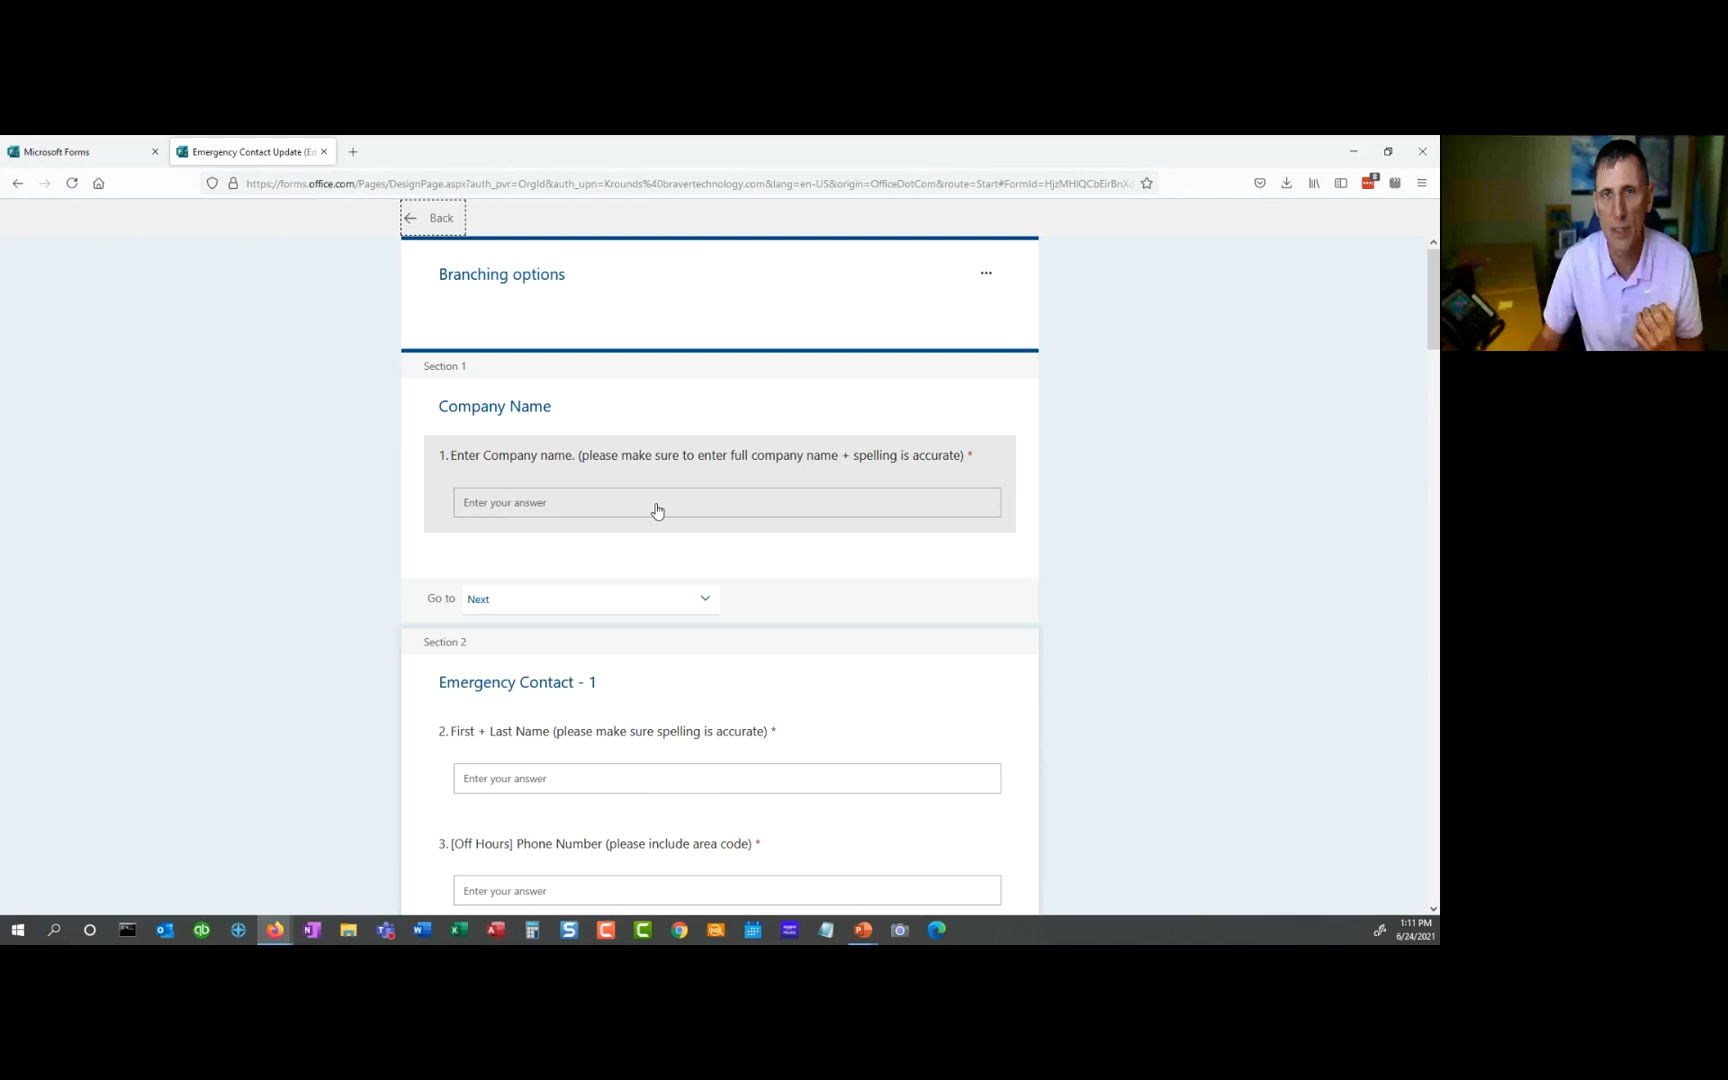 Microsoft Forms
Emergency Contact Update (Ed
https://forms.office.com/Pages/DesignPage.aspx?auth_pvr=OrgId&auth_upn=Krounds%40bravertechnology.com&lang=en-US&origin=OfficeDotCom&route=Start#FormId=HjzMHlQCbEirBnX
8
Back
Branching options
Section 1
Company Name
1. Enter Company name. (please make sure to enter full company name + spelling is accurate) *
Enter your answer
Go to Next
Section 2
Emergency Contact - 1
2. First + Last Name (please make sure spelling is accurate) *
Enter your answer
3. [Off Hours] Phone Number (please include area code) *
Enter your answer
1:11 PM
6/24/2021